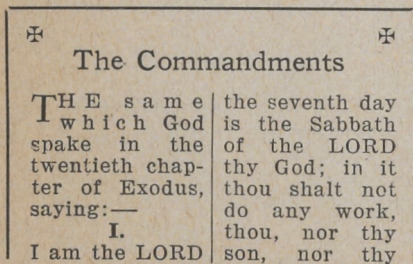 ✠ ✠
The Commandments
THE same
which God
spake in the
twentieth chap-
ter of Exodus,
saying:—
I.
I am the LORD
the seventh day
is the Sabbath
of the LORD
thy God; in it
thou shalt not
do any work,
thou, nor thy
son, nor thy